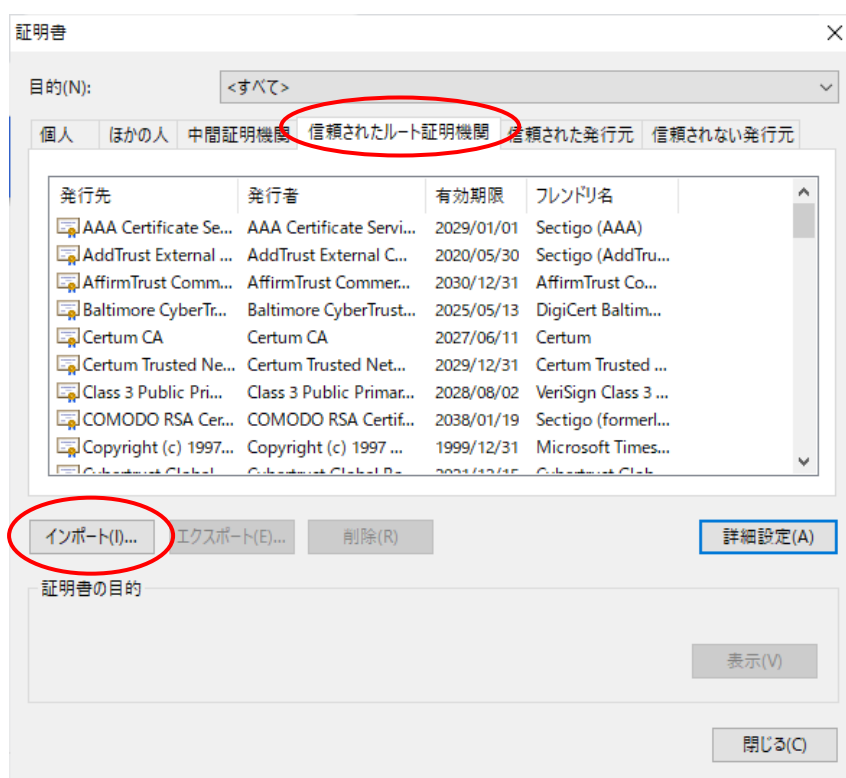 証明書
目的(N): <すべて>
個人 ほかの人 中間証明機関 信頼されたルート証明機関 信頼された発行元 信頼されない発行元
発行先 発行者 有効期限 フレンドリ名
AAA Certificate Se... AAA Certificate Servi... 2029/01/01 Sectigo (AAA)
AddTrust External ... AddTrust External C... 2020/05/30 Sectigo (AddTru...
AffirmTrust Comm... AffirmTrust Commer... 2030/12/31 AffirmTrust Co...
Baltimore CyberTr... Baltimore CyberTrust... 2025/05/13 DigiCert Baltim...
Certum CA Certum CA 2027/06/11 Certum
Certum Trusted Ne... Certum Trusted Net... 2029/12/31 Certum Trusted ...
Class 3 Public Pri... Class 3 Public Primar... 2028/08/02 VeriSign Class 3 ...
COMODO RSA Cer... COMODO RSA Certif... 2038/01/19 Sectigo (formerl...
Copyright (c) 1997... Copyright (c) 1997 ... 1999/12/31 Microsoft Times...
インポート(I)... エクスポート(E)... 削除(R) 詳細設定(A)
証明書の目的
表示(V)
閉じる(C)